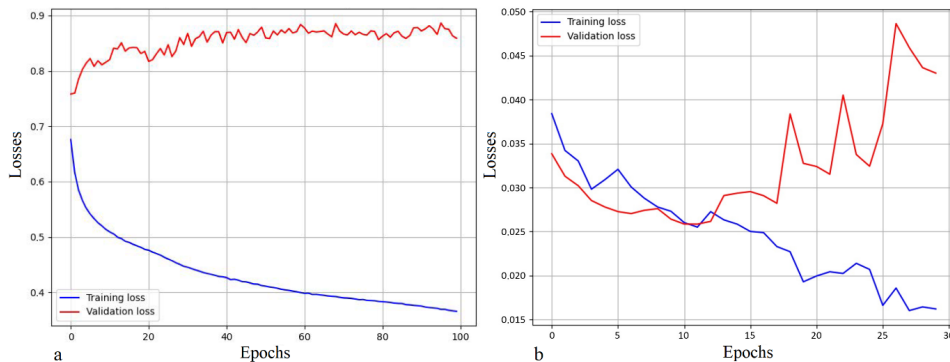 0.9
0.8
0.7
0.6
0.5
0.4
Losses
Training loss
Validation loss
0 20 40 60 80 100
a Epochs
0.050
0.045
0.040
0.035
0.030
0.025
0.020
0.015
Losses
Training loss
Validation loss
0 5 10 15 20 25 30
b Epochs